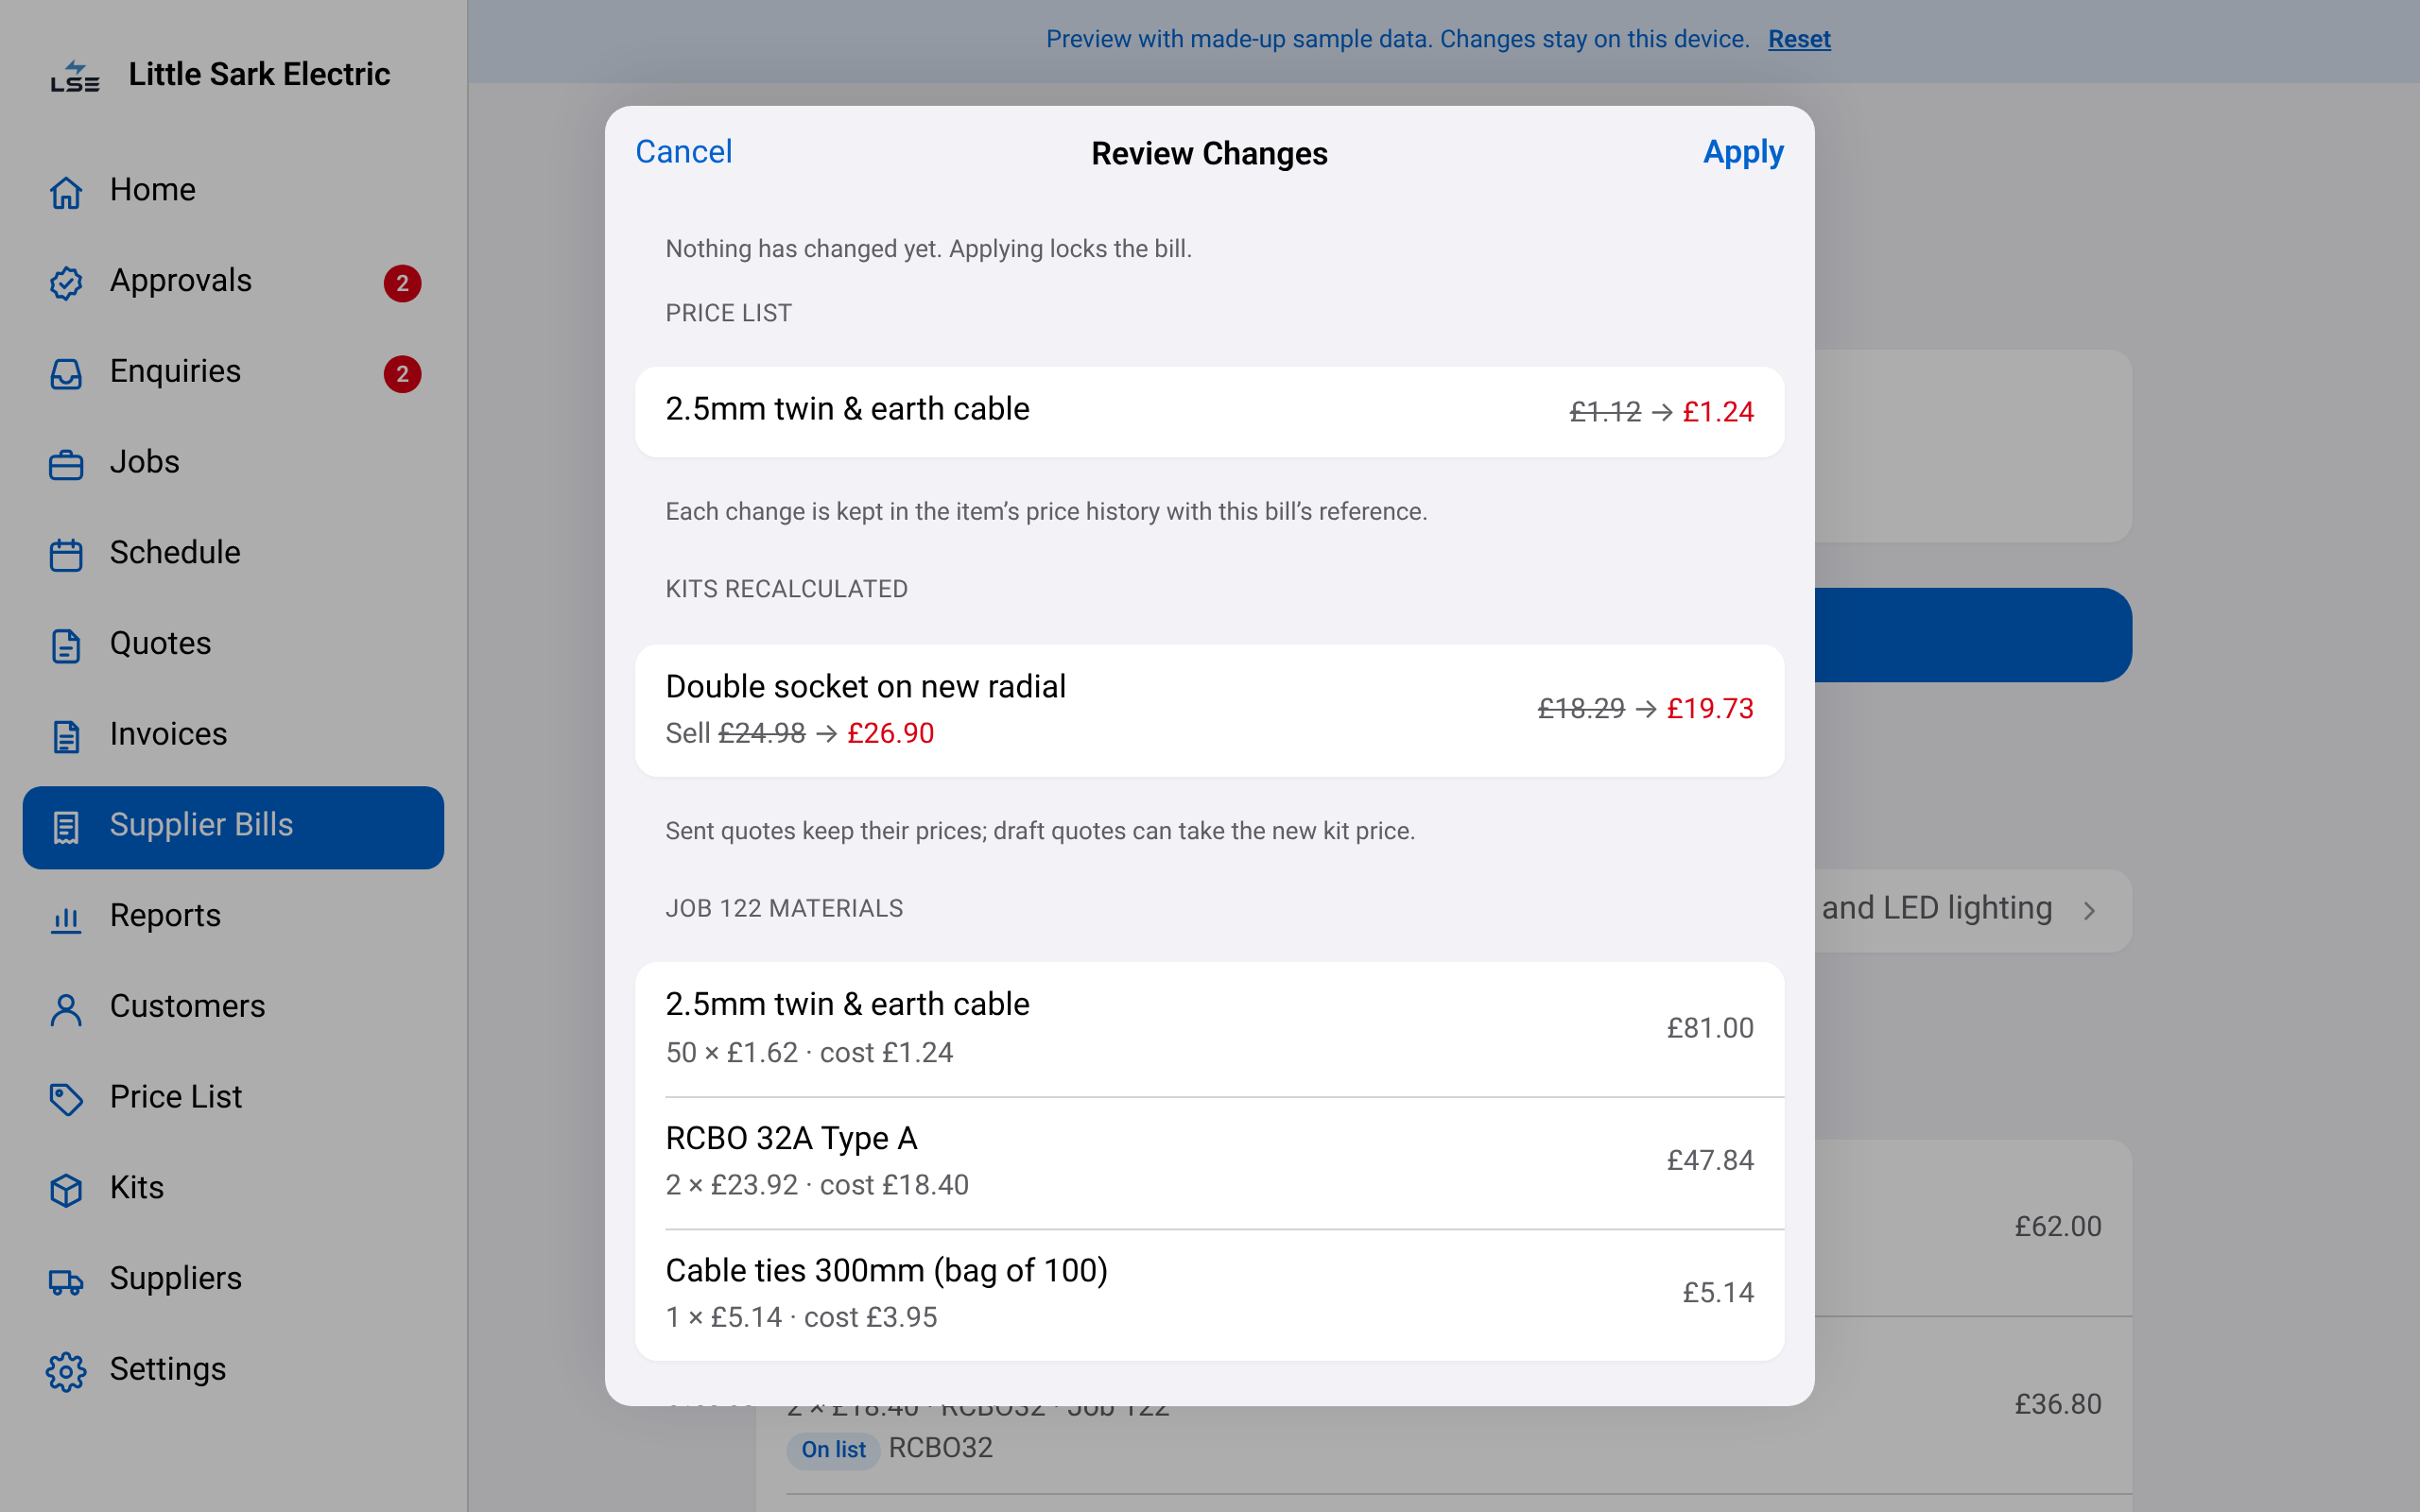 LSE
Little Sark Electric
Home
Approvals 2
Enquiries 2
Jobs
Schedule
Quotes
Invoices
Supplier Bills
Reports
Customers
Price List
Kits
Suppliers
Settings
Preview with made-up sample data. Changes stay on this device. Reset
Cancel Review Changes Apply
Nothing has changed yet. Applying locks the bill.
PRICE LIST
2.5mm twin & earth cable £1.12 → £1.24
Each change is kept in the item’s price history with this bill’s reference.
KITS RECALCULATED
Double socket on new radial
Sell £24.98 → £26.90 £18.29 → £19.73
Sent quotes keep their prices; draft quotes can take the new kit price.
JOB 122 MATERIALS
2.5mm twin & earth cable
50 × £1.62 · cost £1.24 £81.00
RCBO 32A Type A
2 × £23.92 · cost £18.40 £47.84
Cable ties 300mm (bag of 100)
1 × £5.14 · cost £3.95 £5.14
and LED lighting
£62.00
2 × £18.40 · RCBO32 · Job 122 £36.80
On list RCBO32